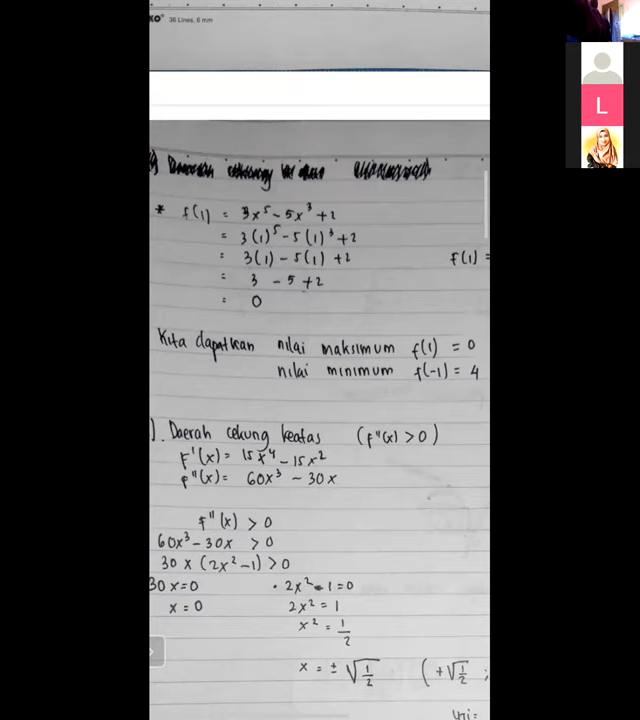 KO® 36 Lines, 6 mm
L
* f(1) = 3x⁵ - 5x³ + 2
= 3(1)⁵ - 5(1)³ + 2
= 3(1) - 5(1) + 2
f(1) =
= 3 - 5 + 2
= 0
Kita dapatkan nilai maksimum f(1) = 0
nilai minimum f(-1) = 4
). Daerah cekung keatas (f"(x) > 0)
f'(x) = 15x⁴ - 15x²
f"(x) = 60x³ - 30x
f"(x) > 0
60x³ - 30x > 0
30x (2x² - 1) > 0
30x = 0 • 2x² - 1 = 0
x = 0 2x² = 1
x² = 1/2
x = ± √1/2 (+√1/2 ;